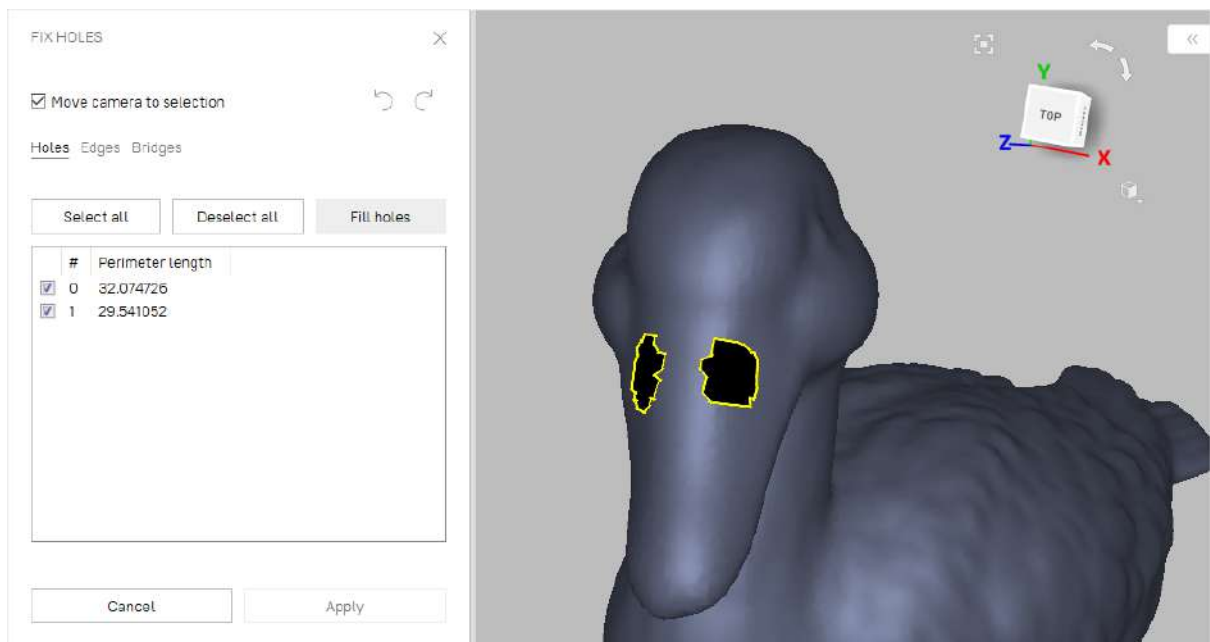 FIX HOLES
Move camera to selection
Holes Edges Bridges
Select all Deselect all Fill holes
# Perimeter length
0 32.074726
1 29.541052
Cancel Apply
Y
TOP
Z
X